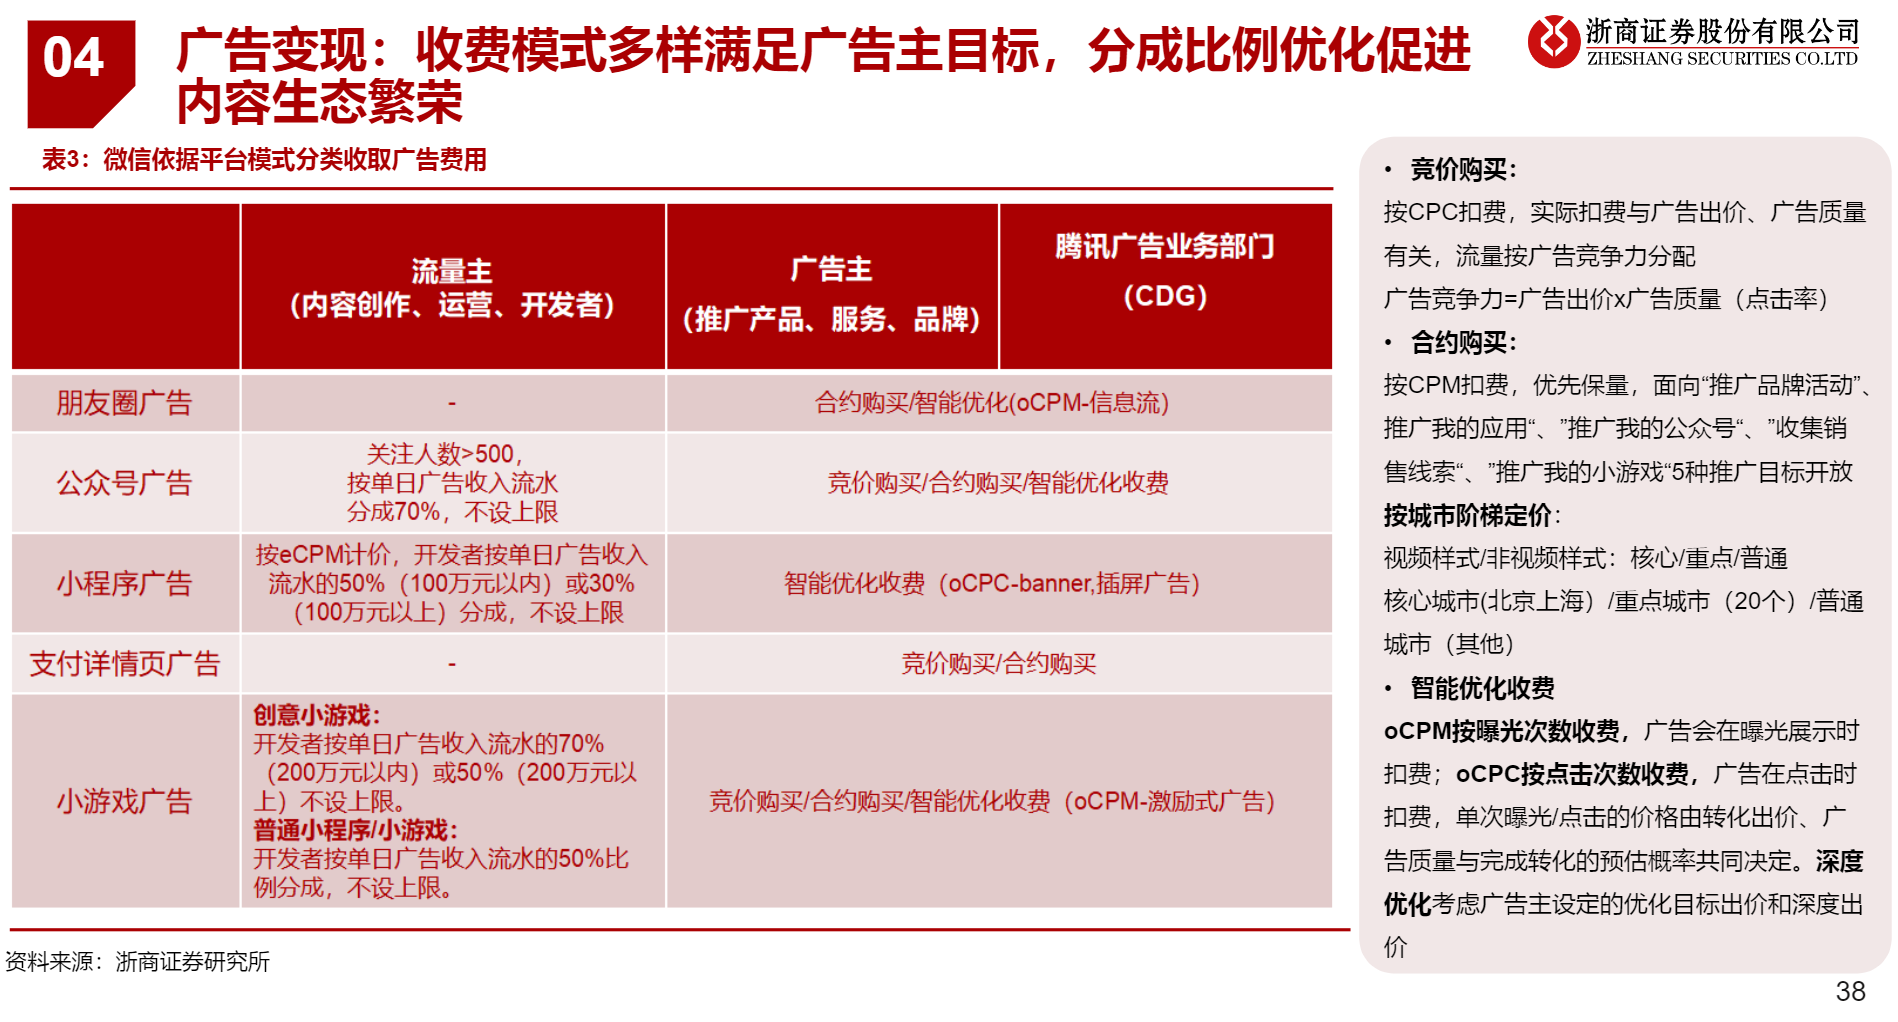 04
广告变现：收费模式多样满足广告主目标，分成比例优化促进
内容生态繁荣
浙商证券股份有限公司
ZHESHANG SECURITIES CO.LTD
表3：微信依据平台模式分类收取广告费用
流量主
（内容创作、运营、开发者）
广告主
（推广产品、服务、品牌）
腾讯广告业务部门
（CDG）
朋友圈广告
-
合约购买/智能优化(oCPM-信息流)
公众号广告
关注人数>500，
按单日广告收入流水
分成70%，不设上限
竞价购买/合约购买/智能优化收费
小程序广告
按eCPM计价，开发者按单日广告收入
流水的50%（100万元以内）或30%
（100万元以上）分成，不设上限
智能优化收费（oCPC-banner,插屏广告）
支付详情页广告
-
竞价购买/合约购买
小游戏广告
创意小游戏：
开发者按单日广告收入流水的70%
（200万元以内）或50%（200万元以
上）不设上限。
普通小程序/小游戏：
开发者按单日广告收入流水的50%比
例分成，不设上限。
竞价购买/合约购买/智能优化收费（oCPM-激励式广告）
资料来源：浙商证券研究所
• 竞价购买：
按CPC扣费，实际扣费与广告出价、广告质量
有关，流量按广告竞争力分配
广告竞争力=广告出价x广告质量（点击率）
• 合约购买：
按CPM扣费，优先保量，面向“推广品牌活动”、
推广我的应用“、”推广我的公众号“、”收集销
售线索“、”推广我的小游戏“5种推广目标开放
按城市阶梯定价：
视频样式/非视频样式：核心/重点/普通
核心城市(北京上海）/重点城市（20个）/普通
城市（其他）
• 智能优化收费
oCPM按曝光次数收费，广告会在曝光展示时
扣费；oCPC按点击次数收费，广告在点击时
扣费，单次曝光/点击的价格由转化出价、广
告质量与完成转化的预估概率共同决定。深度
优化考虑广告主设定的优化目标出价和深度出
价
38